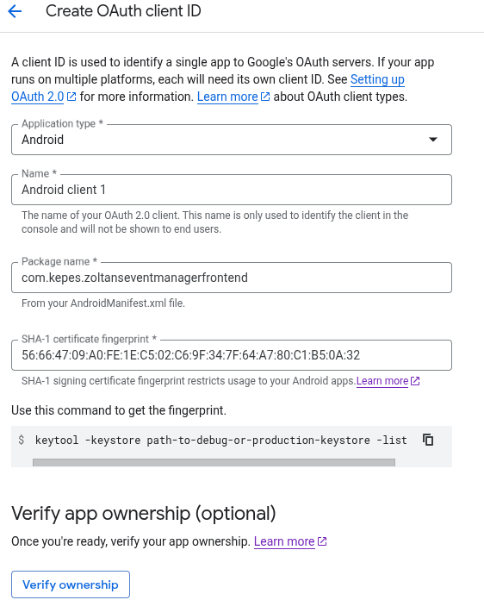 Create OAuth client ID
A client ID is used to identify a single app to Google's OAuth servers. If your app
runs on multiple platforms, each will need its own client ID. See Setting up
OAuth 2.0 for more information. Learn more about OAuth client types.
Application type *
Android
Name *
Android client 1
The name of your OAuth 2.0 client. This name is only used to identify the client in the
console and will not be shown to end users.
Package name *
com.kepes.zoltanseventmanagerfrontend
From your AndroidManifest.xml file.
SHA-1 certificate fingerprint *
56:66:47:09:A0:FE:1E:C5:02:C6:9F:34:7F:64:A7:80:C1:B5:0A:32
SHA-1 signing certificate fingerprint restricts usage to your Android apps.Learn more
Use this command to get the fingerprint.
$ keytool -keystore path-to-debug-or-production-keystore -list
Verify app ownership (optional)
Once you're ready, verify your app ownership. Learn more
Verify ownership